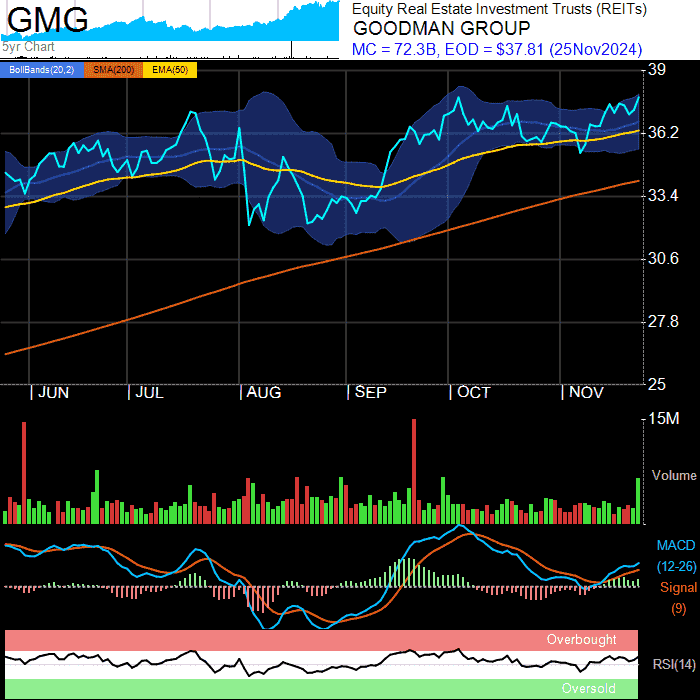 GMG
5yr Chart
Equity Real Estate Investment Trusts (REITs)
GOODMAN GROUP
MC = 72.3B, EOD = $37.81 (25Nov2024)
BollBands(20,2) SMA(200) EMA(50)
39
36.2
33.4
30.6
27.8
25
JUN JUL AUG SEP OCT NOV
15M
Volume
MACD
(12-26)
Signal
(9)
Overbought
RSI(14)
Oversold